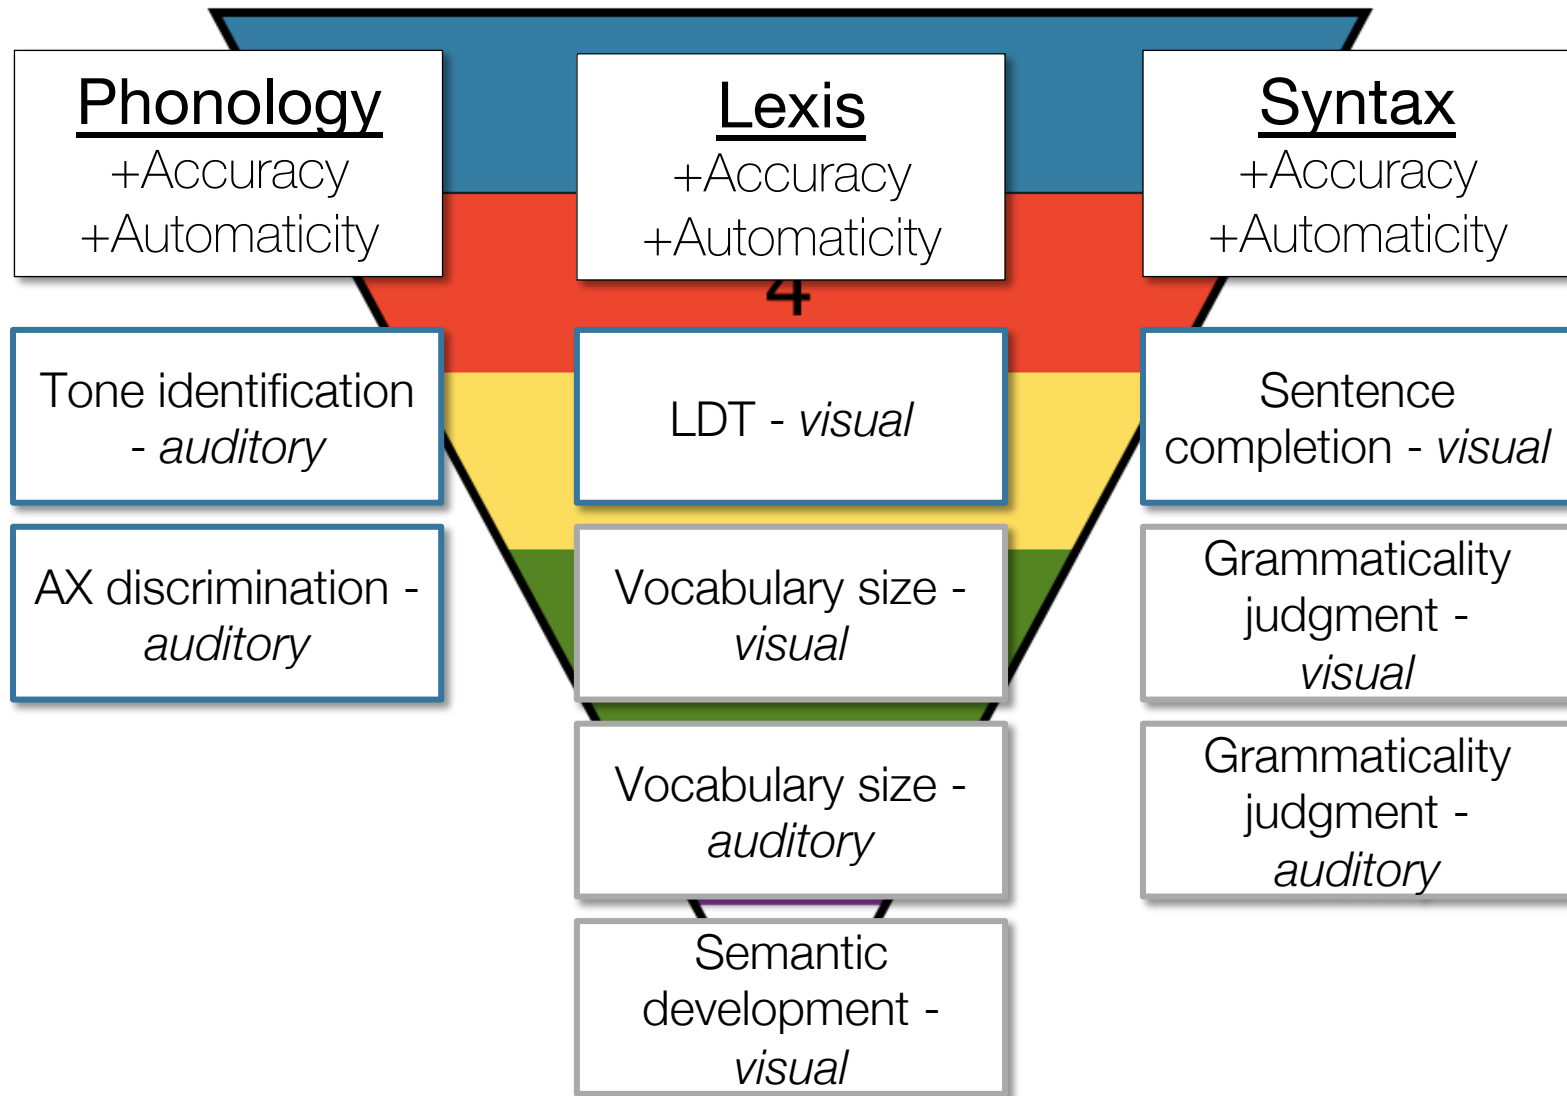 Phonology
+Accuracy
+Automaticity
Lexis
+Accuracy
+Automaticity
Syntax
+Accuracy
+Automaticity
4
Tone identification
- auditory
LDT - visual
Sentence
completion - visual
AX discrimination -
auditory
Vocabulary size -
visual
Grammaticality
judgment -
visual
Vocabulary size -
auditory
Grammaticality
judgment -
auditory
Semantic
development -
visual